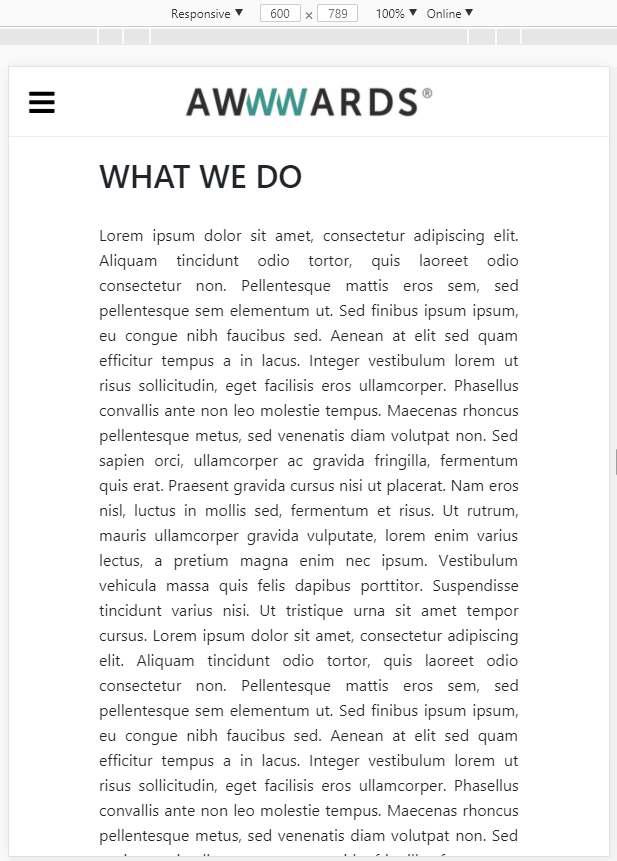 Responsive ▼ 600 x 789 100% ▼ Online ▼
AWWWARDS®
WHAT WE DO
Lorem ipsum dolor sit amet, consectetur adipiscing elit.
Aliquam tincidunt odio tortor, quis laoreet odio
consectetur non. Pellentesque mattis eros sem, sed
pellentesque sem elementum ut. Sed finibus ipsum ipsum,
eu congue nibh faucibus sed. Aenean at elit sed quam
efficitur tempus a in lacus. Integer vestibulum lorem ut
risus sollicitudin, eget facilisis eros ullamcorper. Phasellus
convallis ante non leo molestie tempus. Maecenas rhoncus
pellentesque metus, sed venenatis diam volutpat non. Sed
sapien orci, ullamcorper ac gravida fringilla, fermentum
quis erat. Praesent gravida cursus nisi ut placerat. Nam eros
nisl, luctus in mollis sed, fermentum et risus. Ut rutrum,
mauris ullamcorper gravida vulputate, lorem enim varius
lectus, a pretium magna enim nec ipsum. Vestibulum
vehicula massa quis felis dapibus porttitor. Suspendisse
tincidunt varius nisi. Ut tristique urna sit amet tempor
cursus. Lorem ipsum dolor sit amet, consectetur adipiscing
elit. Aliquam tincidunt odio tortor, quis laoreet odio
consectetur non. Pellentesque mattis eros sem, sed
pellentesque sem elementum ut. Sed finibus ipsum ipsum,
eu congue nibh faucibus sed. Aenean at elit sed quam
efficitur tempus a in lacus. Integer vestibulum lorem ut
risus sollicitudin, eget facilisis eros ullamcorper. Phasellus
convallis ante non leo molestie tempus. Maecenas rhoncus
pellentesque metus, sed venenatis diam volutpat non. Sed